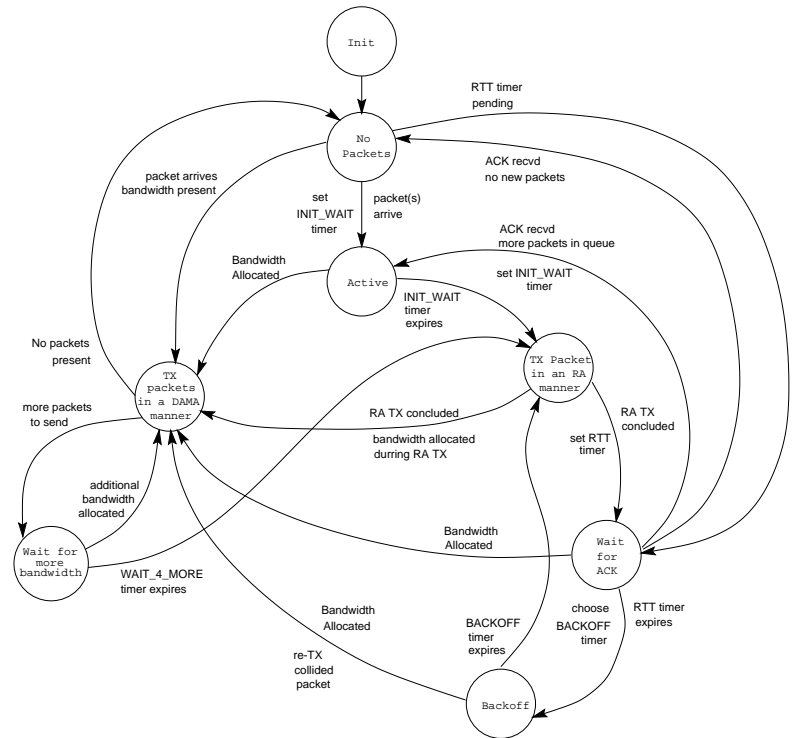 Init
RTT timer
pending
No
Packets
ACK recvd
no new packets
packet arrives
bandwidth present
set
INIT_WAIT
timer
packet(s)
arrive
ACK recvd
more packets in queue
Bandwidth
Allocated
set INIT_WAIT
timer
Active
INIT_WAIT
timer
expires
No packets
present
TX
packets
in a DAMA
manner
TX Packet
in an RA
manner
more packets
to send
RA TX concluded
bandwidth allocated
durring RA TX
RA TX
concluded
set RTT
timer
additional
bandwidth
allocated
Wait for
more
bandwidth
Bandwidth
Allocated
Wait
for
ACK
WAIT_4_MORE
timer expires
Bandwidth
Allocated
BACKOFF
timer
expires
choose
BACKOFF
timer
RTT timer
expires
re-TX
collided
packet
Backoff